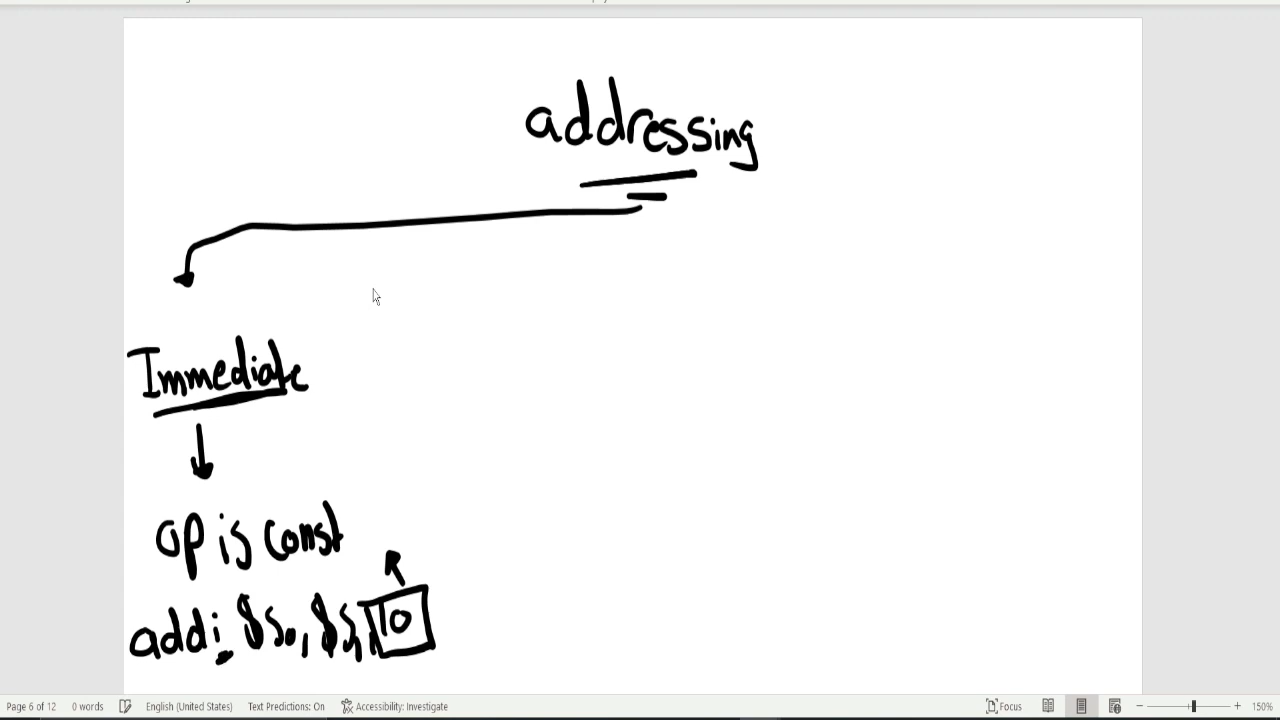 addressing
Immediate
op is const
addi $s0, $s1, 10
Page 6 of 12 0 words English (United States) Text Predictions: On Accessibility: Investigate Focus 150%